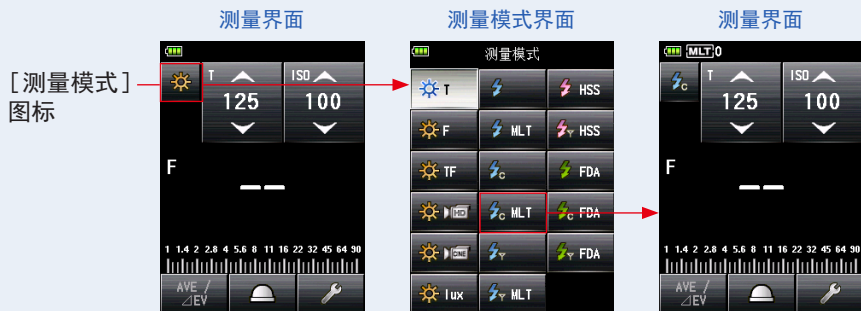 测量界面
测量模式界面
测量界面
[测量模式]
图标
T
ISO
125
100
F
1 1.4 2 2.8 4 5.6 8 11 16 22 32 45 64 90
AVE /
⊿EV
测量模式
T
HSS
F
MLT
HSS
TF
C
FDA
HD
C MLT
C FDA
CINE
FDA
lux
MLT
MLT 0
C
T
ISO
125
100
F
1 1.4 2 2.8 4 5.6 8 11 16 22 32 45 64 90
AVE /
⊿EV